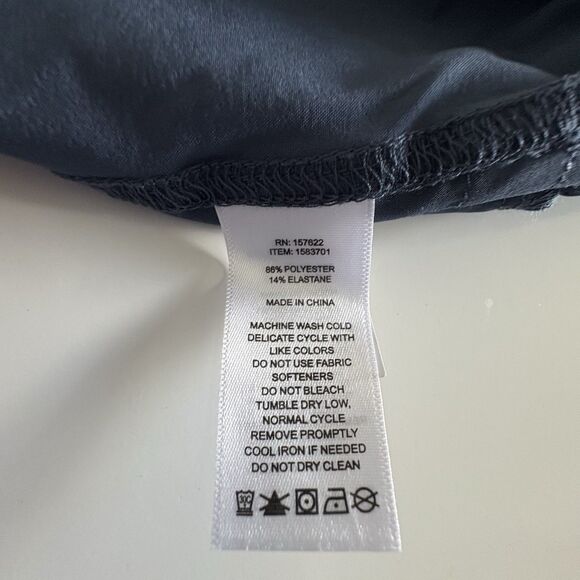 RN: 157622
ITEM: 1583701
86% POLYESTER
14% ELASTANE
MADE IN CHINA
MACHINE WASH COLD
DELICATE CYCLE WITH
LIKE COLORS
DO NOT USE FABRIC
SOFTENERS
DO NOT BLEACH
TUMBLE DRY LOW,
NORMAL CYCLE
REMOVE PROMPTLY
COOL IRON IF NEEDED
DO NOT DRY CLEAN
30C